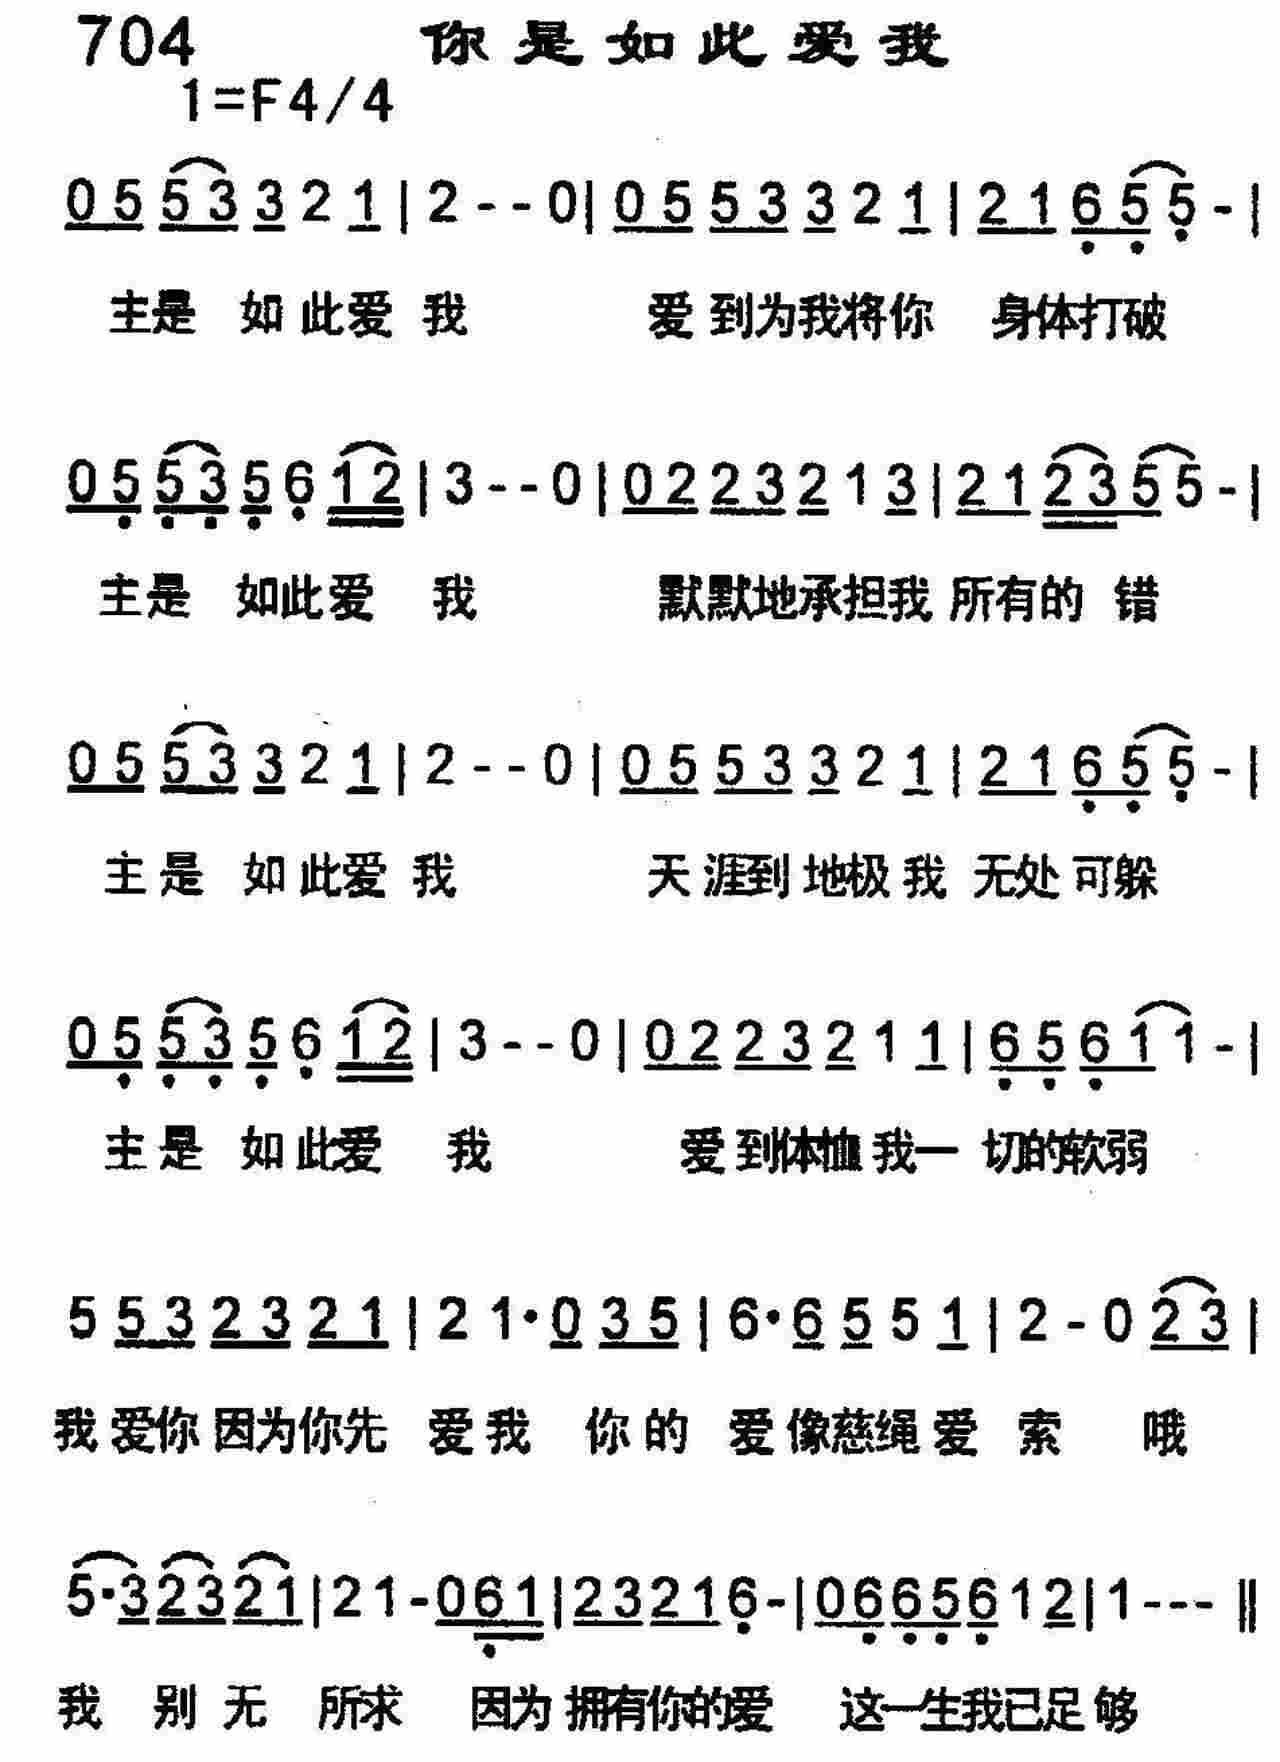 704 你是如此爱我
1=F4/4
0 5 5 3 3 2 1 | 2 - - 0 | 0 5 5 3 3 2 1 | 2 1 6 5 5 - |
主是 如此爱 我 爱 到为我将你 身体打破
0 5 5 3 5 6 1 2 | 3 - - 0 | 0 2 2 3 2 1 3 | 2 1 2 3 5 5 - |
主是 如此爱 我 默默地承担我 所有的 错
0 5 5 3 3 2 1 | 2 - - 0 | 0 5 5 3 3 2 1 | 2 1 6 5 5 - |
主是 如此爱 我 天 涯到 地极 我 无处 可躲
0 5 5 3 5 6 1 2 | 3 - - 0 | 0 2 2 3 2 1 1 | 6 5 6 1 1 - |
主是 如此爱 我 爱 到体恤 我一 切的软弱
5 5 3 2 3 2 1 | 2 1· 0 3 5 | 6· 6 5 5 1 | 2 - 0 2 3 |
我 爱你 因为你先 爱 我 你 的 爱 像慈绳 爱 索 哦
5· 3 2 3 2 1 | 2 1 - 0 6 1 | 2 3 2 1 6 - | 0 6 6 5 6 1 2 | 1 - - - ‖
我 别 无 所求 因为 拥有你的爱 这一生我已足够